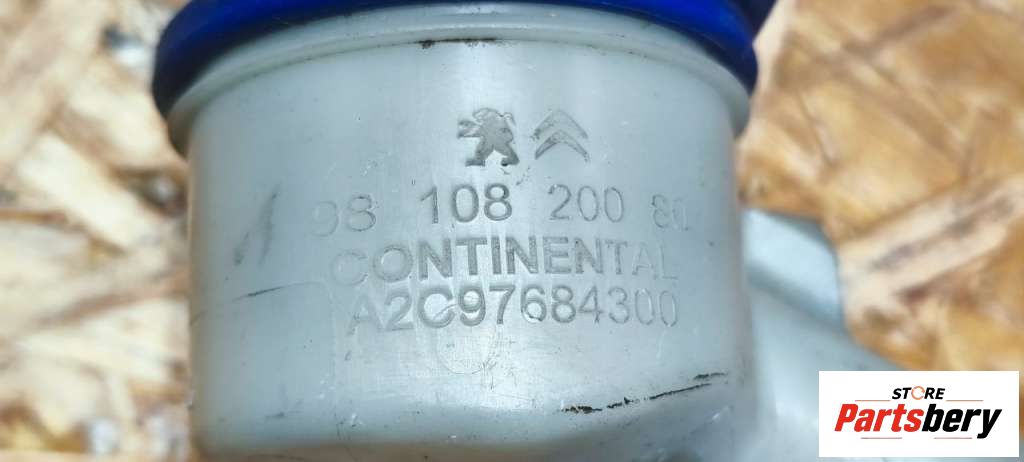 98 108 200 80
CONTINENTAL
A2C97684300
STORE
Partsbery